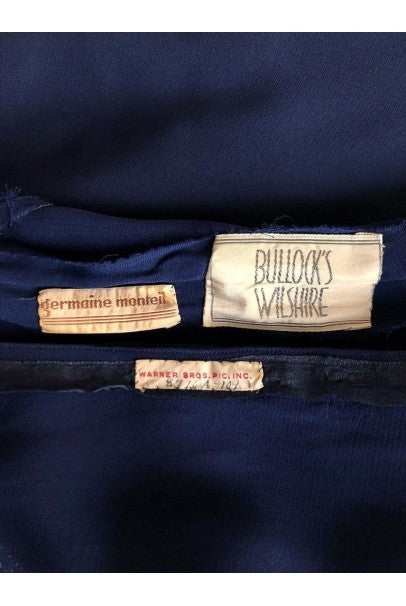 BULLOCK'S
WILSHIRE
germaine monteil
WARNER BROS. PIC. INC.